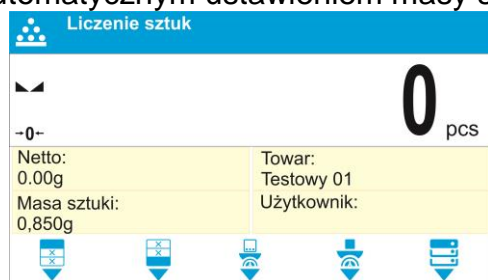 Liczenie sztuk
0 pcs
→0←
Netto:
0.00g
Towar:
Testowy 01
Masa sztuki:
0,850g
Użytkownik: